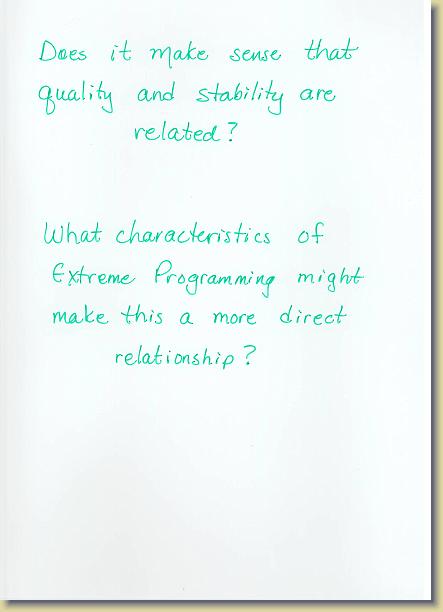 Does it make sense that
quality and stability are
related?
What characteristics of
Extreme Programming might
make this a more direct
relationship?